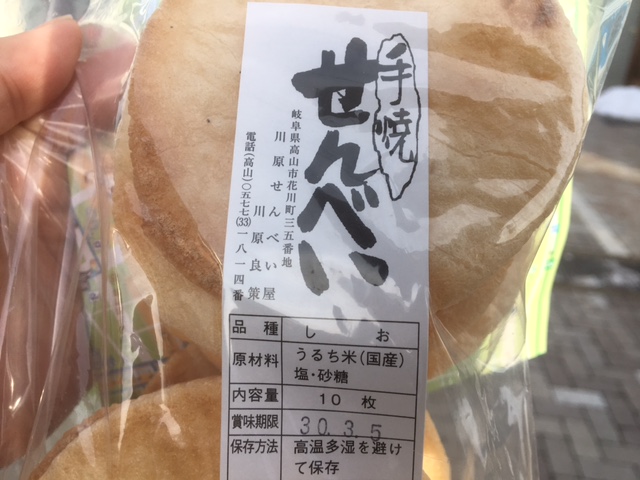 手焼
せんべい
岐阜県高山市花川町三五番地
川原せんべい屋
川原良策
電話(高山)〇五七七(33)一八一四番
品種 しお
原材料 うるち米(国産)
塩・砂糖
内容量 10 枚
賞味期限 30.3.5
保存方法 高温多湿を避け
て保存